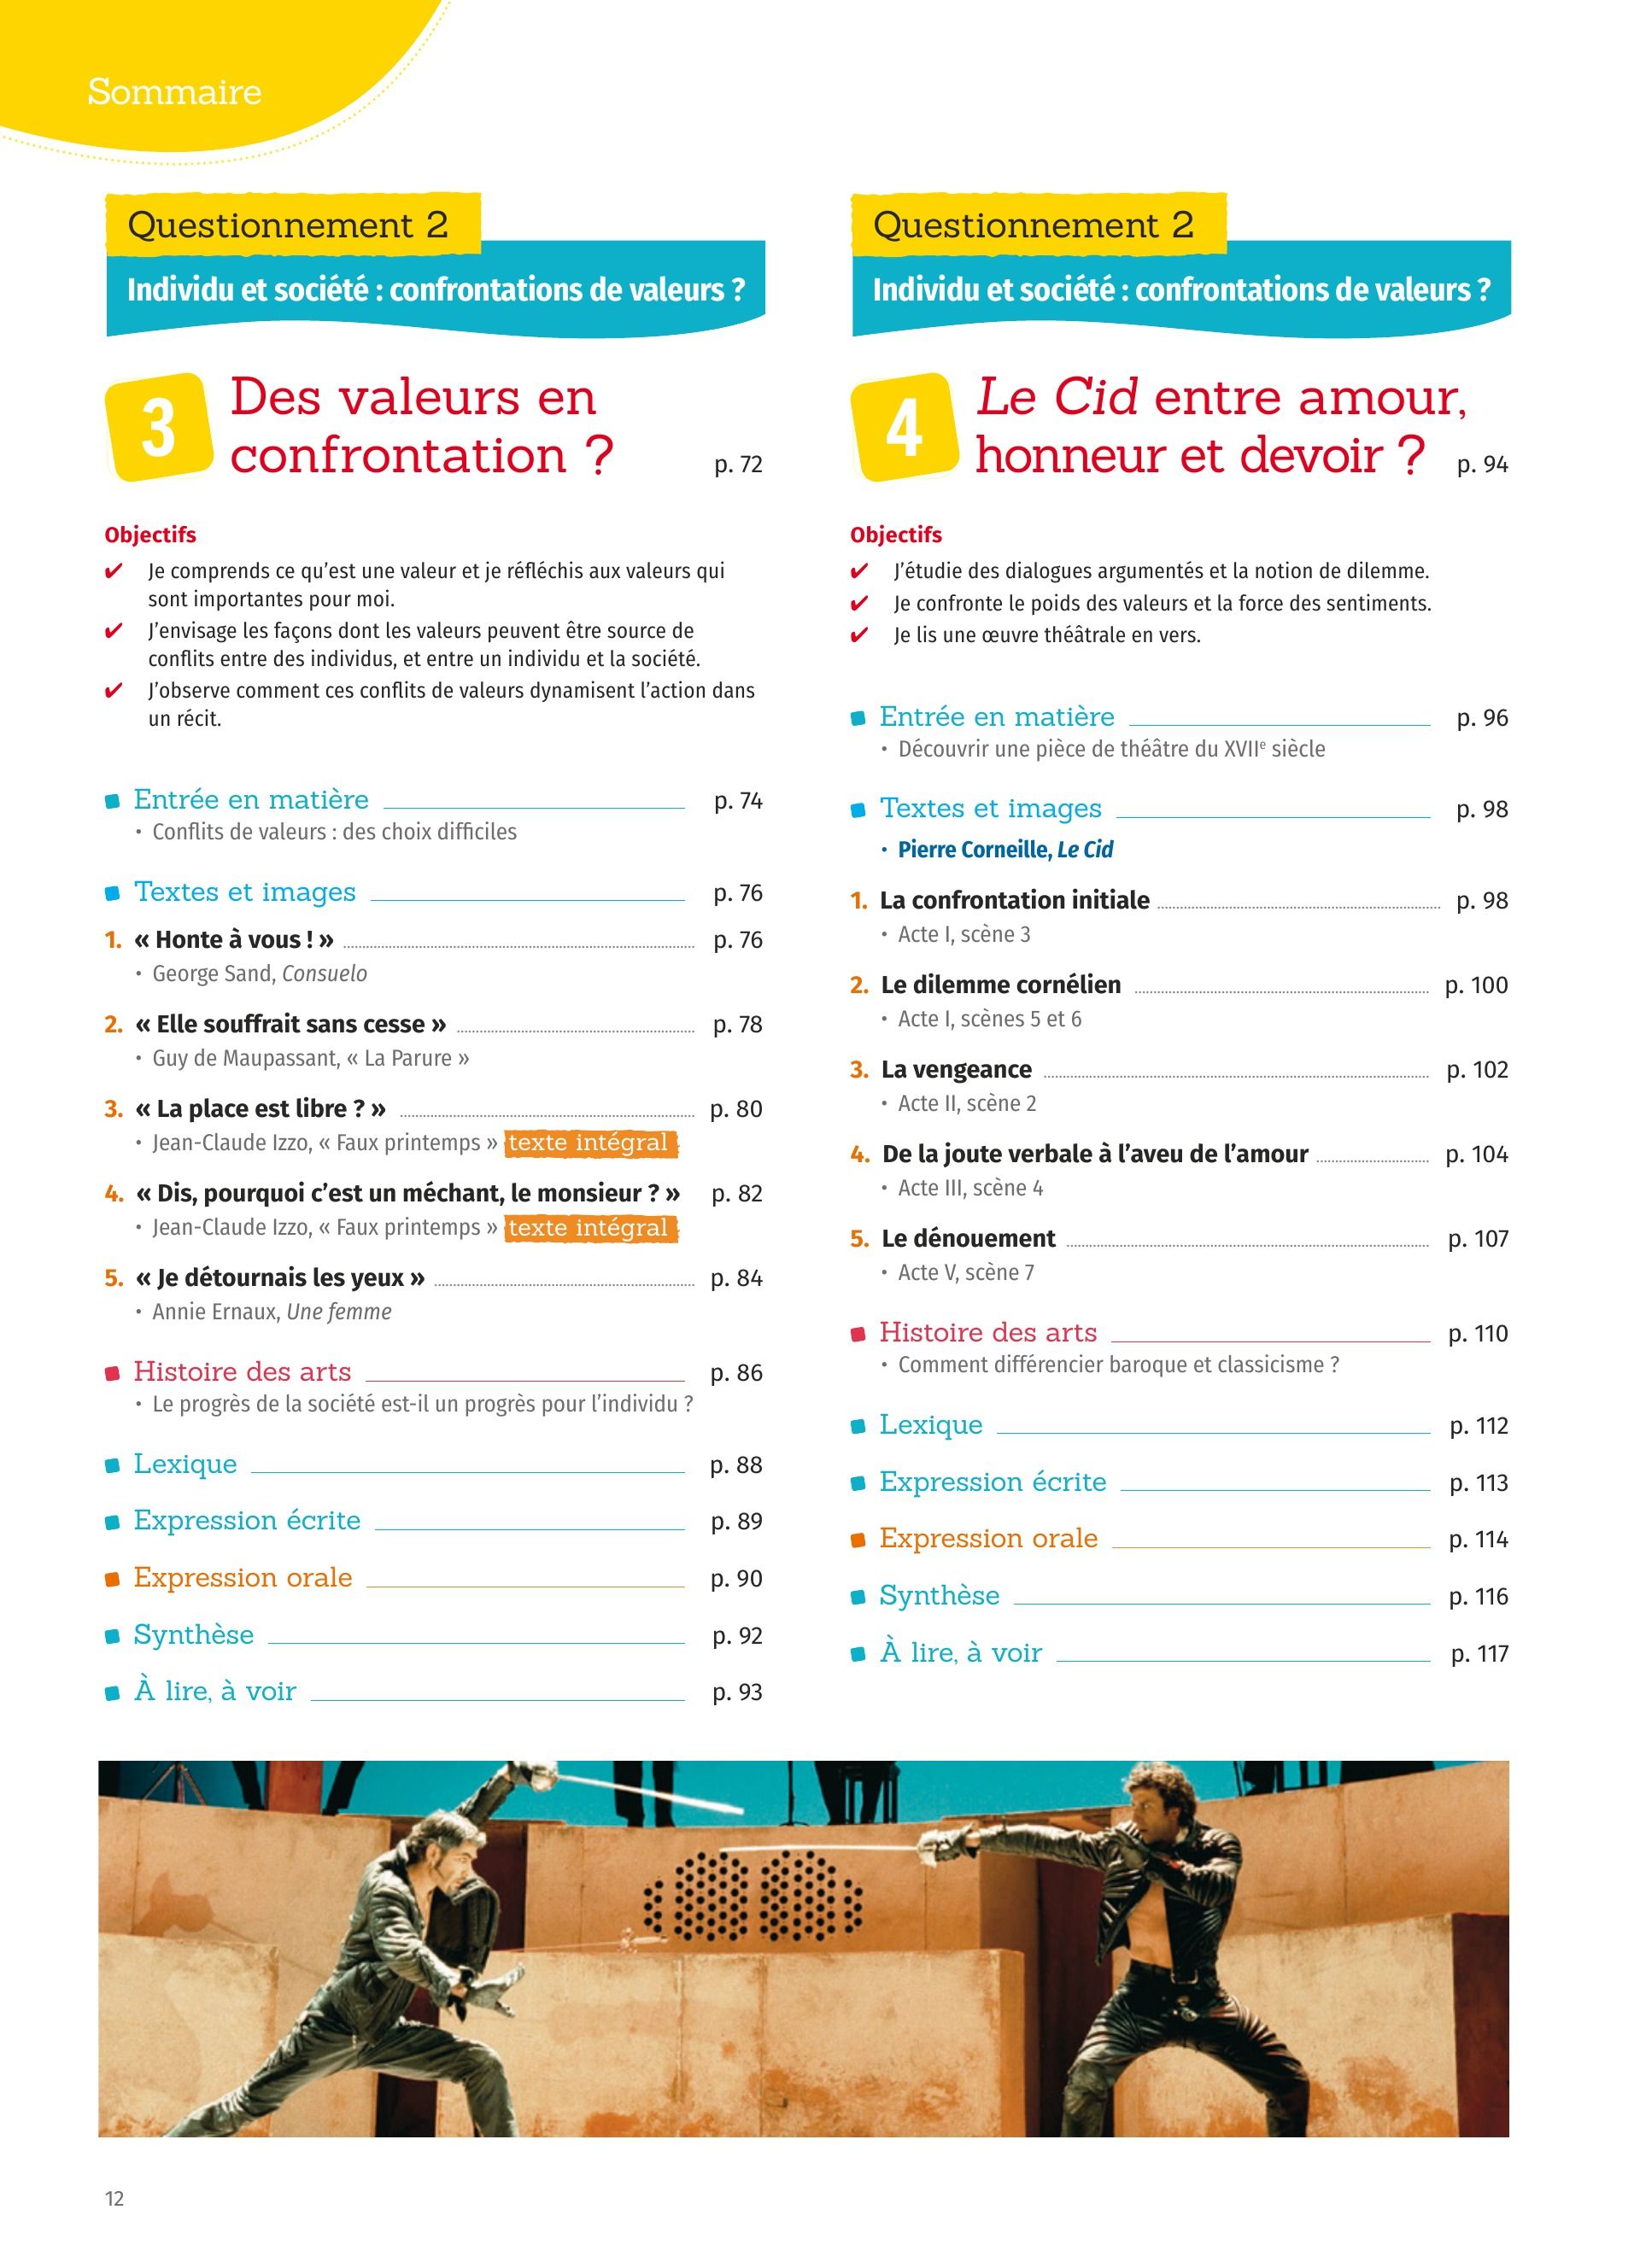 Sommaire
Questionnement 2
Individu et société : confrontations de valeurs ?
3
Des valeurs en
confrontation ? p. 72
Objectifs
✔ Je comprends ce qu'est une valeur et je réfléchis aux valeurs qui
sont importantes pour moi.
✔ J'envisage les façons dont les valeurs peuvent être source de
conflits entre des individus, et entre un individu et la société.
✔ J'observe comment ces conflits de valeurs dynamisent l'action dans
un récit.
Entrée en matière p. 74
• Conflits de valeurs : des choix difficiles
Textes et images p. 76
1. « Honte à vous ! » p. 76
• George Sand, Consuelo
2. « Elle souffrait sans cesse » p. 78
• Guy de Maupassant, « La Parure »
3. « La place est libre ? » p. 80
• Jean-Claude Izzo, « Faux printemps » texte intégral
4. « Dis, pourquoi c'est un méchant, le monsieur ? » p. 82
• Jean-Claude Izzo, « Faux printemps » texte intégral
5. « Je détournais les yeux » p. 84
• Annie Ernaux, Une femme
Histoire des arts p. 86
• Le progrès de la société est-il un progrès pour l'individu ?
Lexique p. 88
Expression écrite p. 89
Expression orale p. 90
Synthèse p. 92
À lire, à voir p. 93
Questionnement 2
Individu et société : confrontations de valeurs ?
4
Le Cid entre amour,
honneur et devoir ? p. 94
Objectifs
✔ J'étudie des dialogues argumentés et la notion de dilemme.
✔ Je confronte le poids des valeurs et la force des sentiments.
✔ Je lis une œuvre théâtrale en vers.
Entrée en matière p. 96
• Découvrir une pièce de théâtre du XVIIe siècle
Textes et images p. 98
• Pierre Corneille, Le Cid
1. La confrontation initiale p. 98
• Acte I, scène 3
2. Le dilemme cornélien p. 100
• Acte I, scènes 5 et 6
3. La vengeance p. 102
• Acte II, scène 2
4. De la joute verbale à l'aveu de l'amour p. 104
• Acte III, scène 4
5. Le dénouement p. 107
• Acte V, scène 7
Histoire des arts p. 110
• Comment différencier baroque et classicisme ?
Lexique p. 112
Expression écrite p. 113
Expression orale p. 114
Synthèse p. 116
À lire, à voir p. 117
12